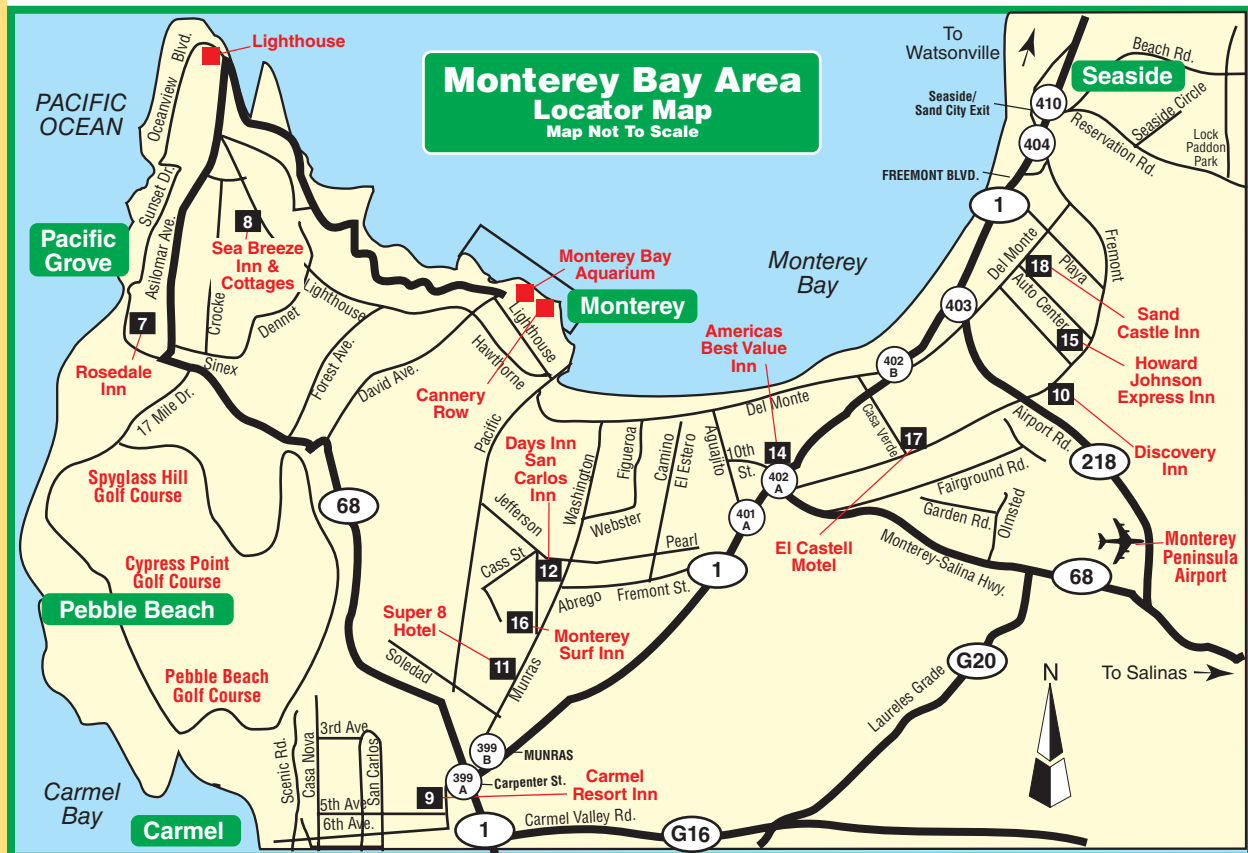 Monterey Bay Area
Locator Map
Map Not To Scale
Lighthouse
PACIFIC
OCEAN
Oceanview Blvd.
Sunset Dr.
Asilomar Ave.
Pacific
Grove
8
Sea Breeze
Inn &
Cottages
Crocke
Dennet
Lighthouse
7
Rosedale
Inn
Sinex
17 Mile Dr.
Forest Ave.
David Ave.
Monterey Bay
Aquarium
Monterey
Lighthouse
Hawthorne
Cannery
Row
Pacific
Monterey
Bay
To
Watsonville
Beach Rd.
Seaside
Seaside/
Sand City Exit
410
Reservation Rd.
Seaside Circle
Lock
Paddon
Park
404
FREEMONT BLVD.
1
Fremont
Del Monte
Playa
18
Auto Center
Sand
Castle Inn
15
Howard
Johnson
Express Inn
403
402
B
Americas
Best Value
Inn
Del Monte
Casa Verde
17
10
Airport Rd.
Discovery
Inn
218
Aguajito
10th
St.
14
402
A
Fairground Rd.
Garden Rd.
Olmsted
401
A
El Castell
Motel
Monterey-Salina Hwy.
68
Monterey
Peninsula
Airport
To Salinas
N
G20
Laureles Grade
Days Inn
San
Carlos
Inn
Washington
Figueroa
Camino
El Estero
Webster
Jefferson
Pearl
Cass St.
12
Abrego
Fremont St.
1
16
Monterey
Surf Inn
Super 8
Hotel
11
Munras
Soledad
68
Spyglass Hill
Golf Course
Cypress Point
Golf Course
Pebble Beach
Pebble Beach
Golf Course
399
B
MUNRAS
399
A
Carpenter St.
9
Carmel
Resort Inn
Scenic Rd.
Casa Nova
San Carlos
3rd Ave
5th Ave
6th Ave.
Carmel
Bay
Carmel
1
Carmel Valley Rd.
G16